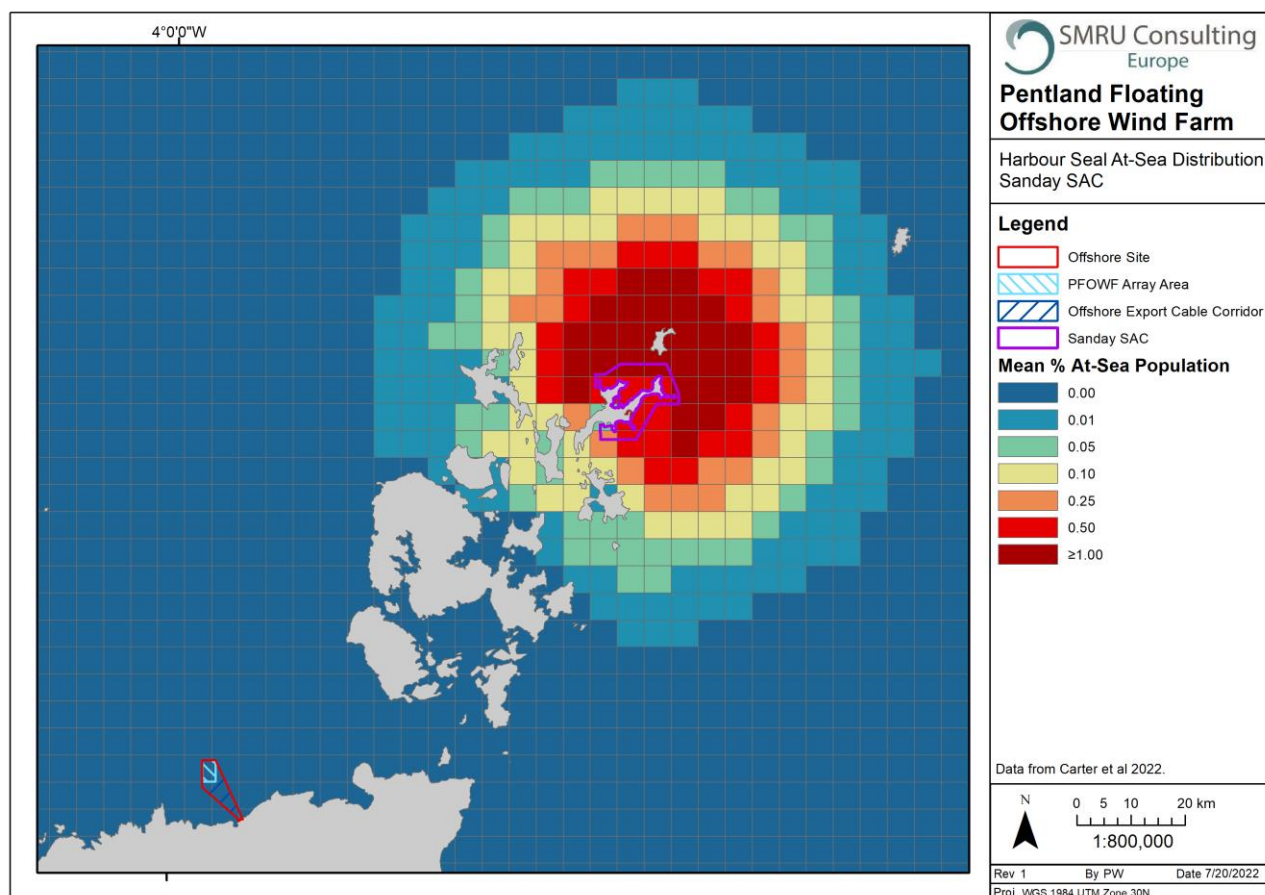 4°0'0"W
SMRU Consulting
Europe
Pentland Floating
Offshore Wind Farm
Harbour Seal At-Sea Distribution
Sanday SAC
Legend
Offshore Site
PFOWF Array Area
Offshore Export Cable Corridor
Sanday SAC
Mean % At-Sea Population
0.00
0.01
0.05
0.10
0.25
0.50
≥1.00
Data from Carter et al 2022.
N
0 5 10 20 km
1:800,000
Rev 1 By PW Date 7/20/2022
Proj WGS 1984 UTM Zone 30N